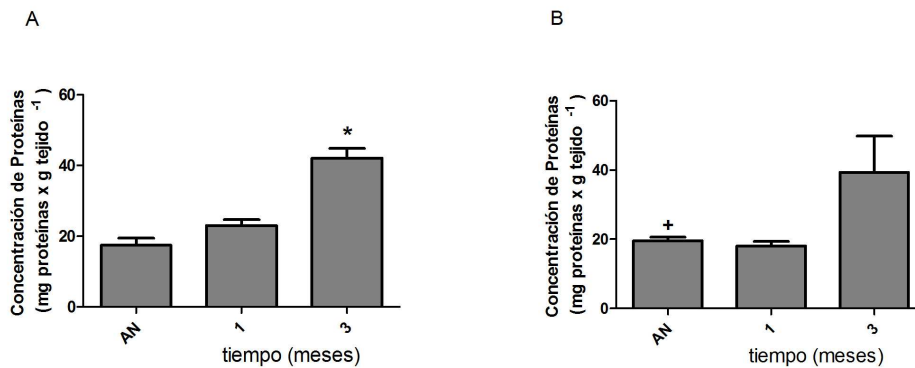 A
Concentración de Proteínas
(mg proteínas x g tejido -1)
60
40
20
0
*
AN
1
3
tiempo (meses)
B
Concentración de Proteínas
(mg proteínas x g tejido -1)
60
40
20
0
+
AN
1
3
tiempo (meses)